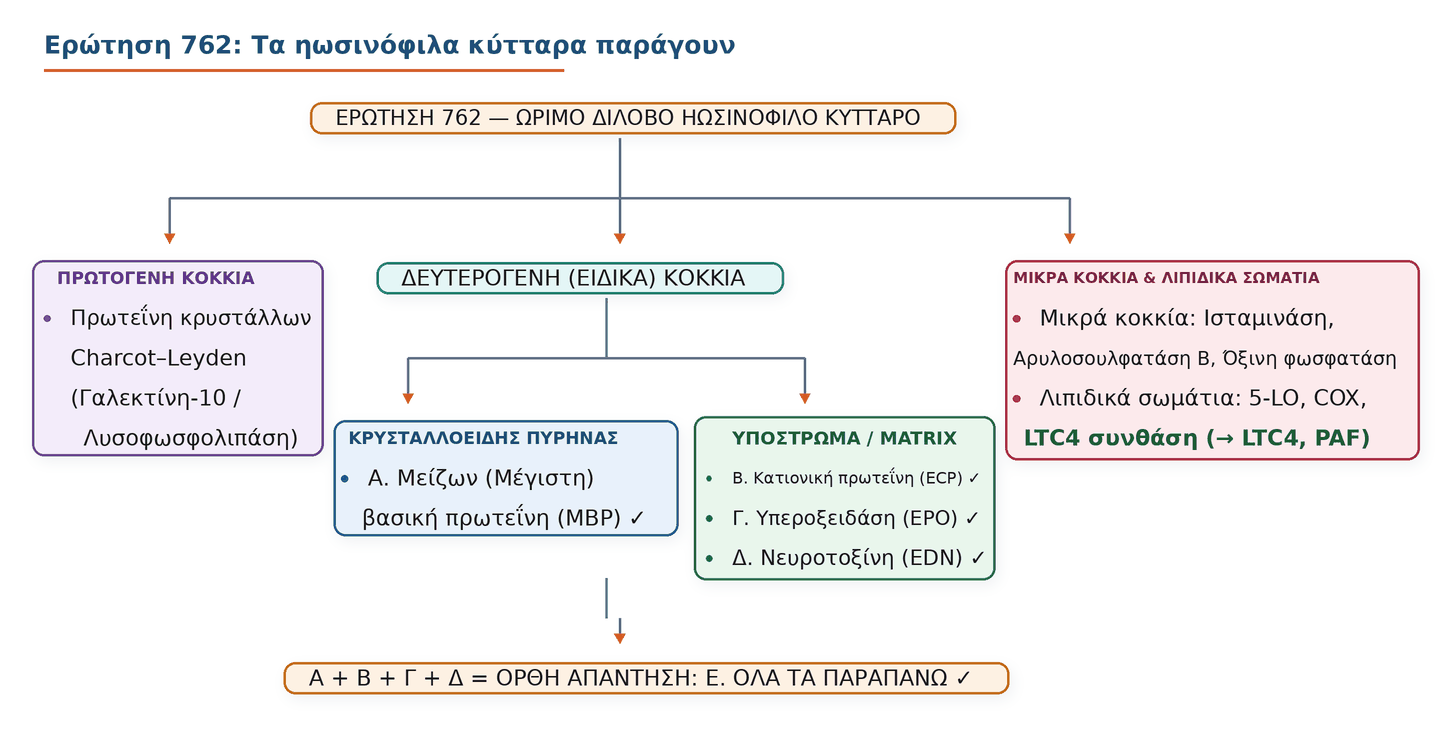 Ερώτηση 762: Τα ηωσινόφιλα κύτταρα παράγουν
ΕΡΩΤΗΣΗ 762 — ΩΡΙΜΟ ΔΙΛΟΒΟ ΗΩΣΙΝΟΦΙΛΟ ΚΥΤΤΑΡΟ
ΠΡΩΤΟΓΕΝΗ ΚΟΚΚΙΑ
• Πρωτεΐνη κρυστάλλων
Charcot–Leyden
(Γαλεκτίνη-10 /
Λυσοφωσφολιπάση)
ΔΕΥΤΕΡΟΓΕΝΗ (ΕΙΔΙΚΑ) ΚΟΚΚΙΑ
ΚΡΥΣΤΑΛΛΟΕΙΔΗΣ ΠΥΡΗΝΑΣ
• Α. Μείζων (Μέγιστη)
βασική πρωτεΐνη (MBP) ✓
ΥΠΟΣΤΡΩΜΑ / MATRIX
• Β. Κατιονική πρωτεΐνη (ECP) ✓
• Γ. Υπεροξειδάση (EPO) ✓
• Δ. Νευροτοξίνη (EDN) ✓
ΜΙΚΡΑ ΚΟΚΚΙΑ & ΛΙΠΙΔΙΚΑ ΣΩΜΑΤΙΑ
• Μικρά κοκκία: Ισταμινάση,
Αρυλοσουλφατάση Β, Όξινη φωσφατάση
• Λιπιδικά σωμάτια: 5-LO, COX,
LTC4 συνθάση (→ LTC4, PAF)
Α + Β + Γ + Δ = ΟΡΘΗ ΑΠΑΝΤΗΣΗ: Ε. ΟΛΑ ΤΑ ΠΑΡΑΠΑΝΩ ✓